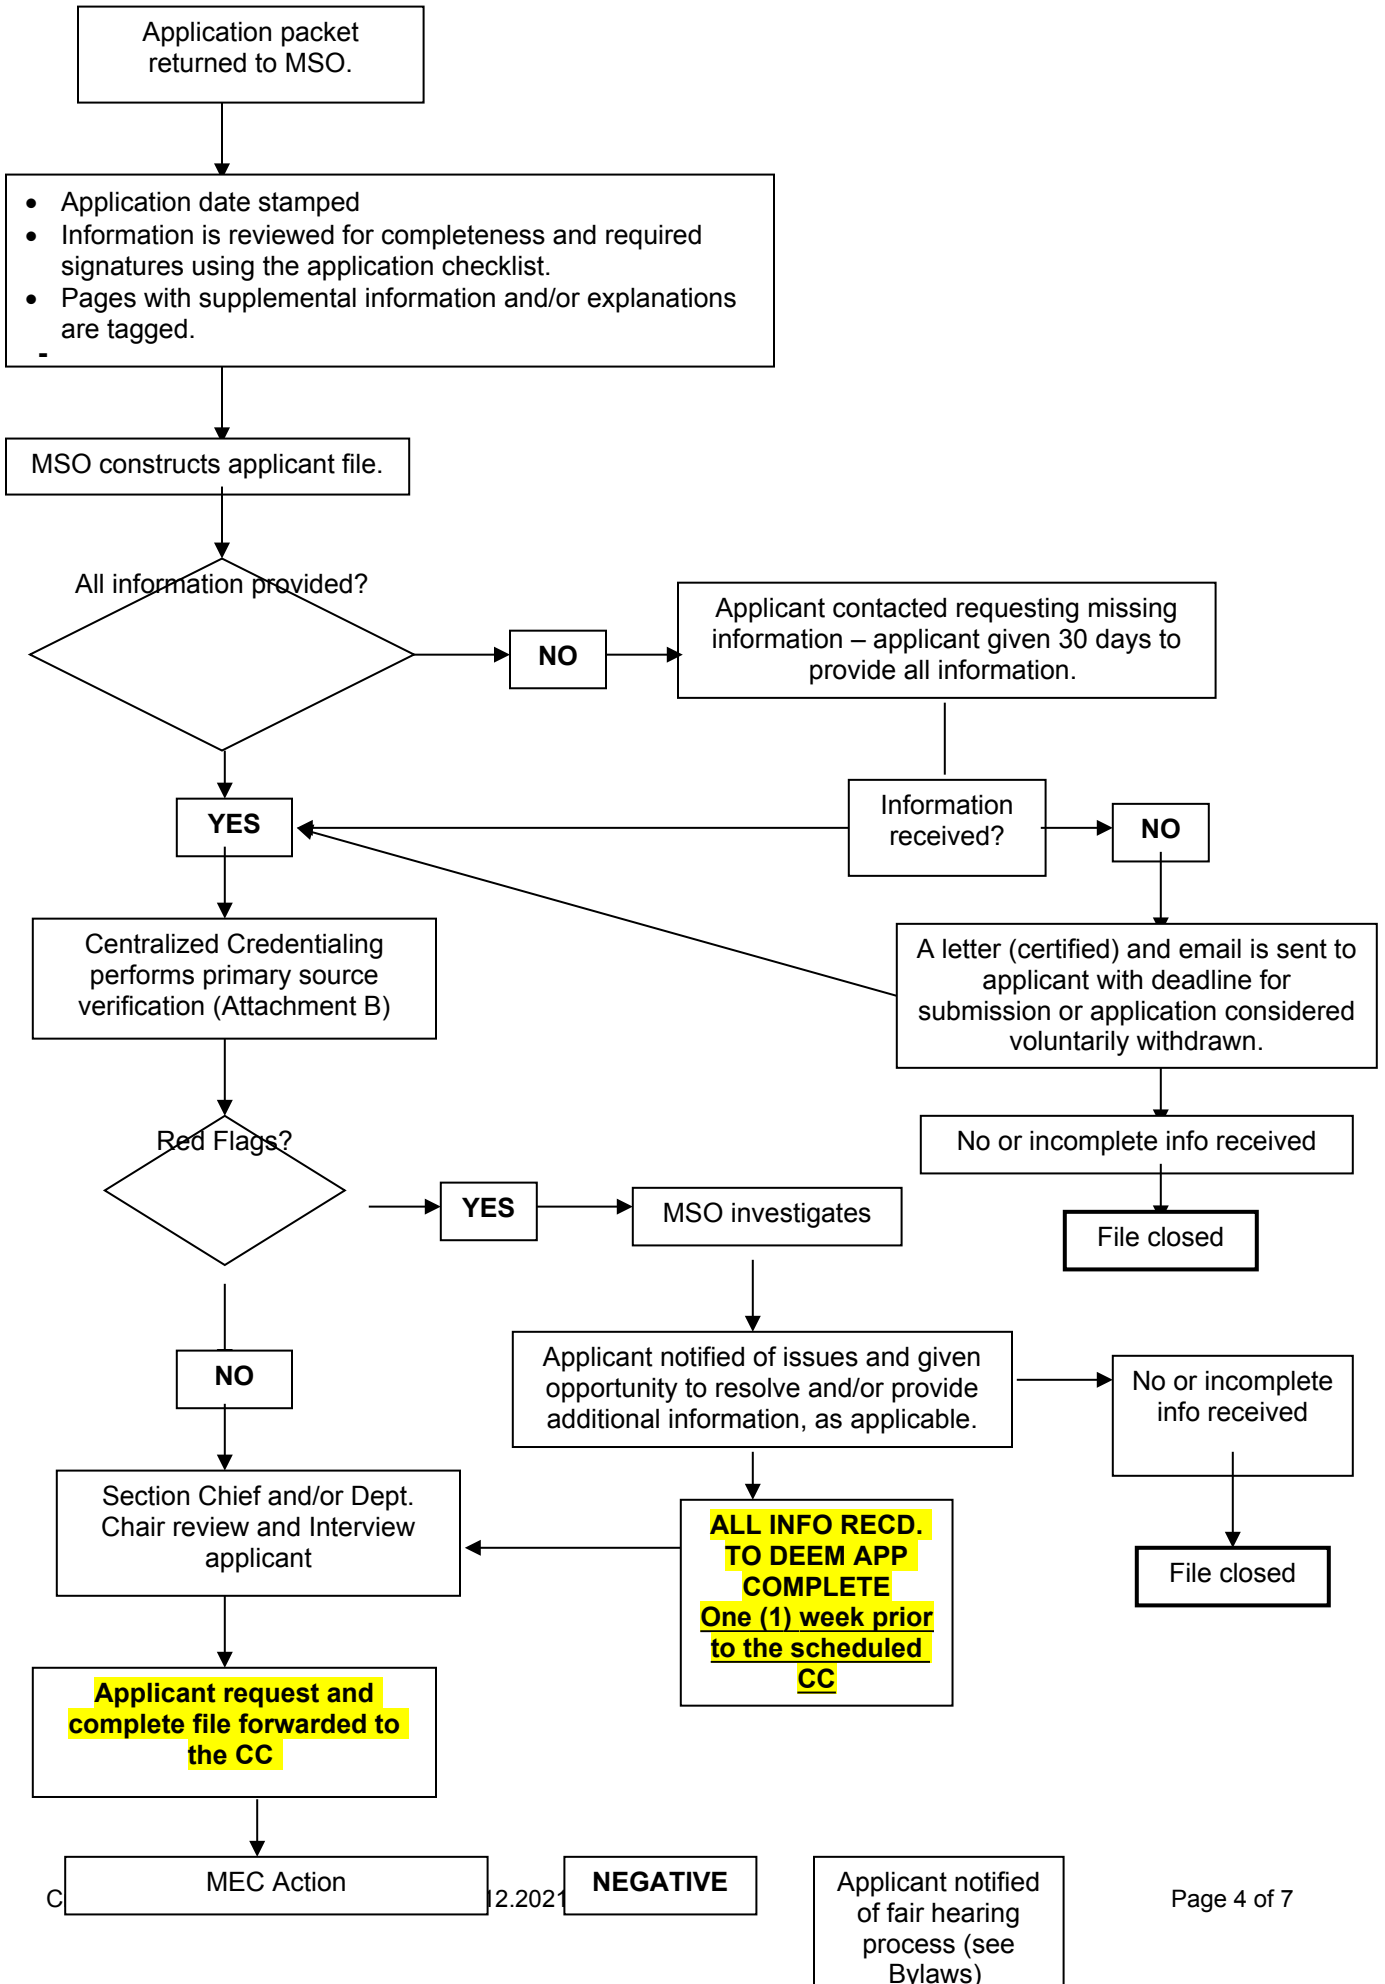 Application packet
returned to MSO.
• Application date stamped
• Information is reviewed for completeness and required
signatures using the application checklist.
• Pages with supplemental information and/or explanations
are tagged.
-
MSO constructs applicant file.
All information provided?
NO
Applicant contacted requesting missing
information – applicant given 30 days to
provide all information.
YES
Information
received?
NO
Centralized Credentialing
performs primary source
verification (Attachment B)
A letter (certified) and email is sent to
applicant with deadline for
submission or application considered
voluntarily withdrawn.
Red Flags?
No or incomplete info received
YES
MSO investigates
File closed
NO
Applicant notified of issues and given
opportunity to resolve and/or provide
additional information, as applicable.
No or incomplete
info received
Section Chief and/or Dept.
Chair review and Interview
applicant
ALL INFO RECD.
TO DEEM APP
COMPLETE
One (1) week prior
to the scheduled
CC
File closed
Applicant request and
complete file forwarded to
the CC
MEC Action
NEGATIVE
Applicant notified
of fair hearing
process (see
Bylaws)
C
12.2021
Page 4 of 7